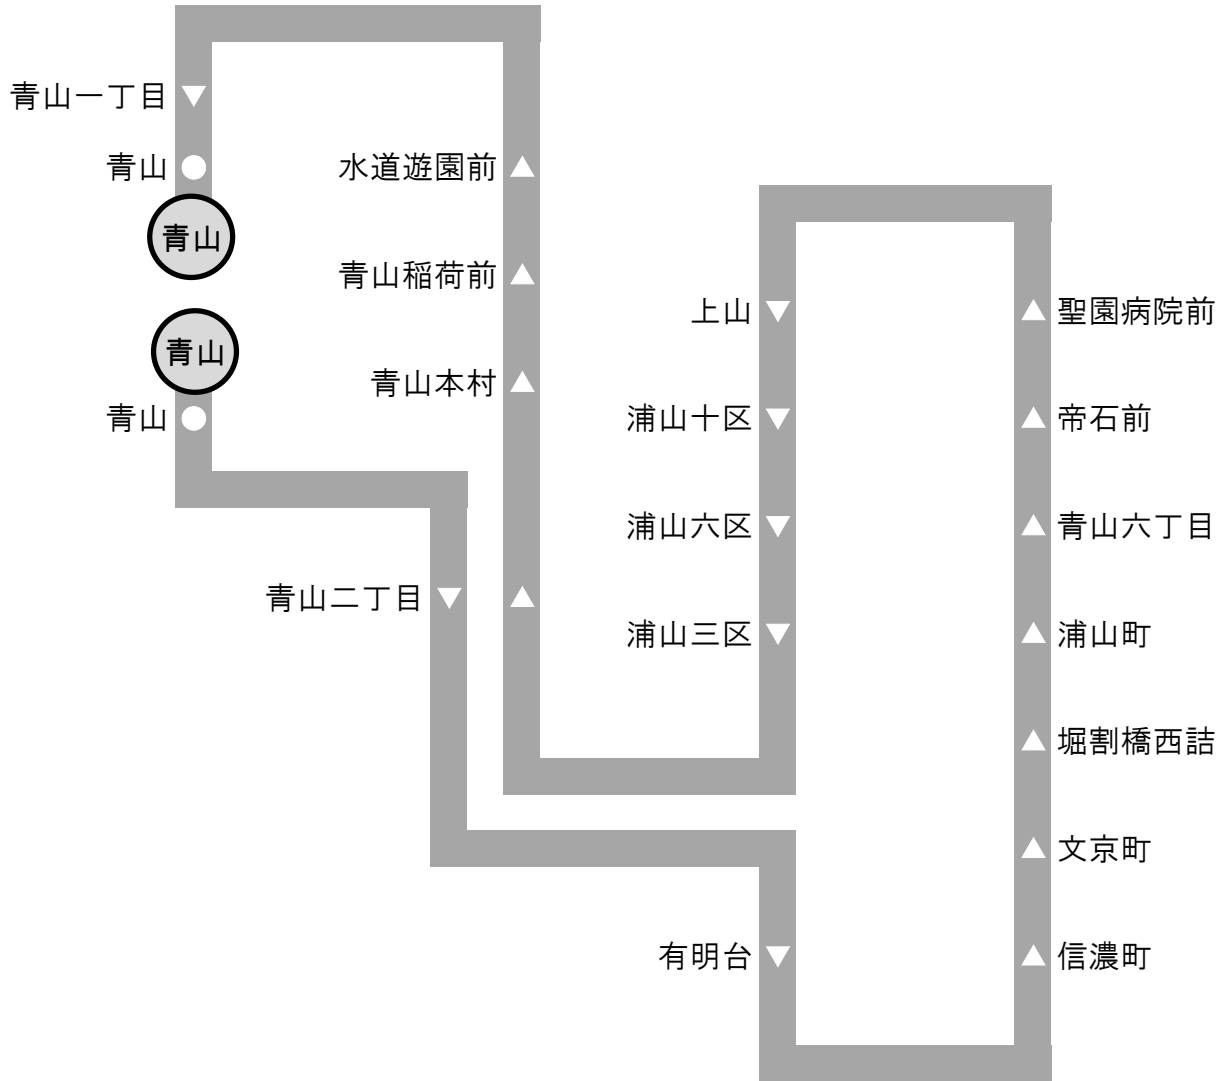 青山一丁目
青山
青山
青山
青山
水道遊園前
青山稲荷前
青山本村
青山二丁目
上山
浦山十区
浦山六区
浦山三区
有明台
聖園病院前
帝石前
青山六丁目
浦山町
堀割橋西詰
文京町
信濃町